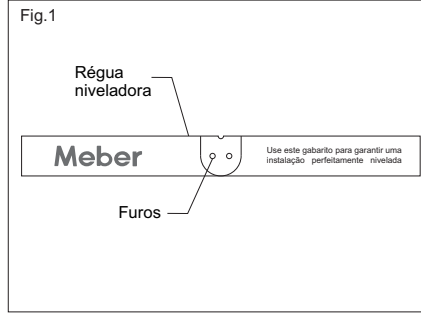 Fig.1
Régua
niveladora
Meber
Use este gabarito para garantir uma
instalação perfeitamente nivelada
Furos